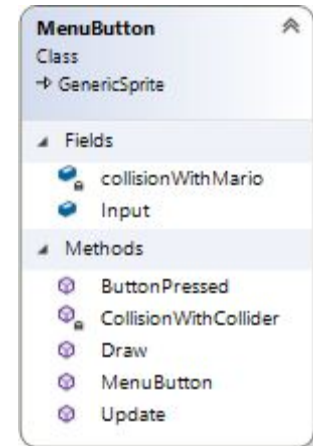 MenuButton
Class
GenericSprite
Fields
collisionWithMario
Input
Methods
ButtonPressed
CollisionWithCollider
Draw
MenuButton
Update